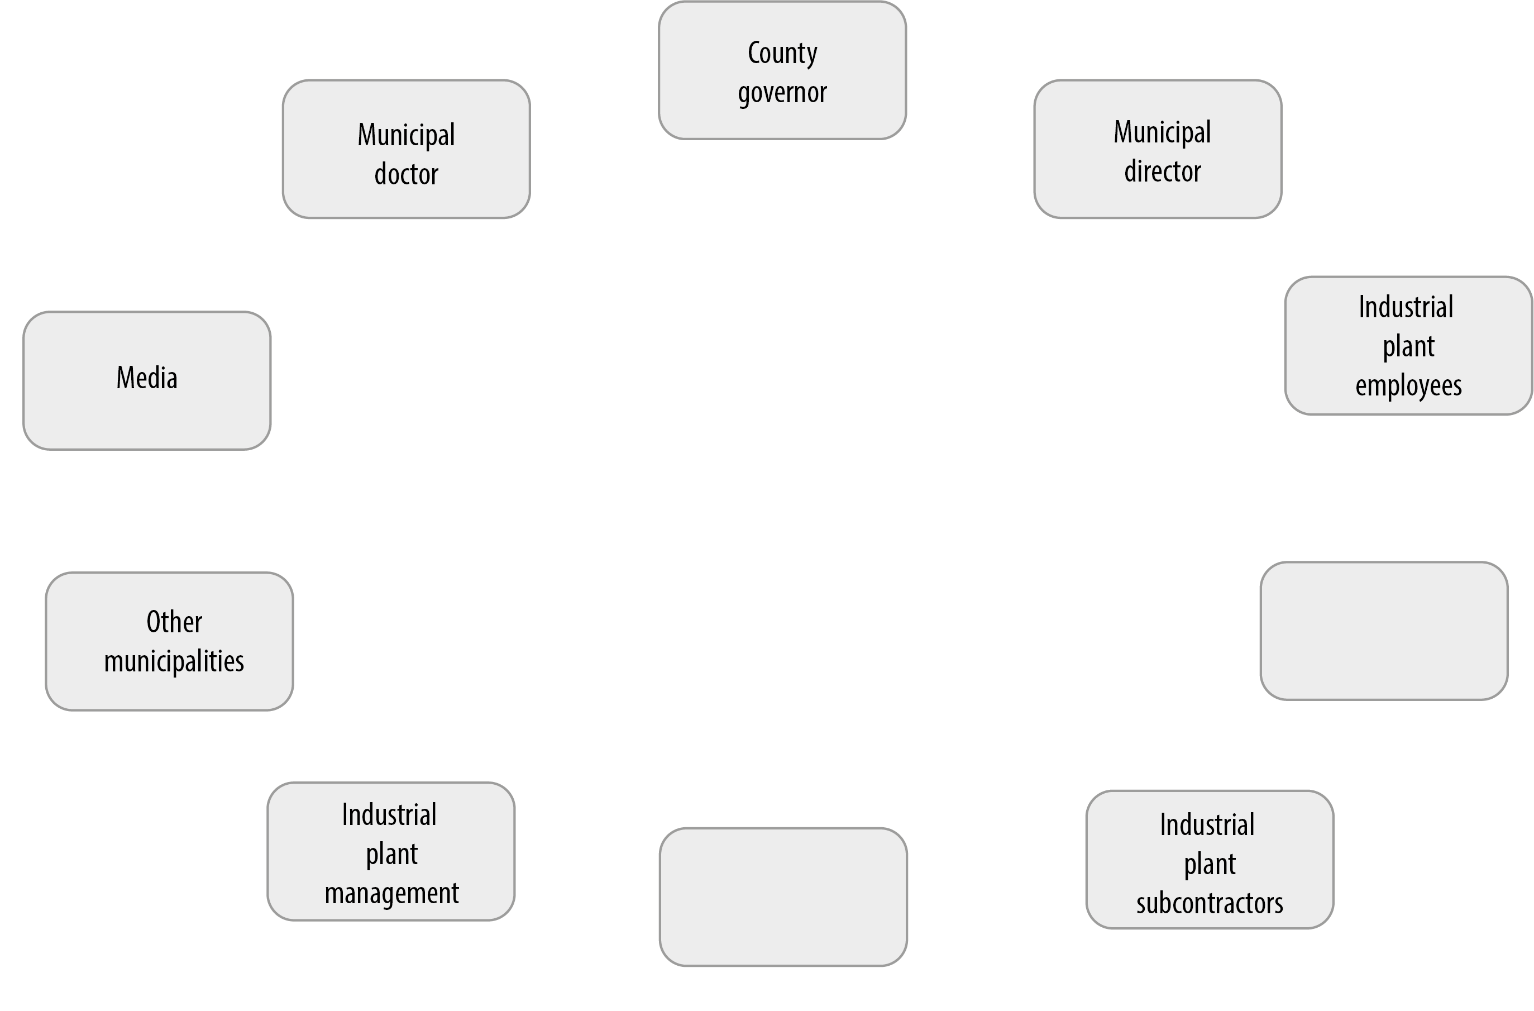 County
governor
Municipal
doctor
Municipal
director
Industrial
plant
employees
Media
Other
municipalities
Industrial
plant
management
Industrial
plant
subcontractors